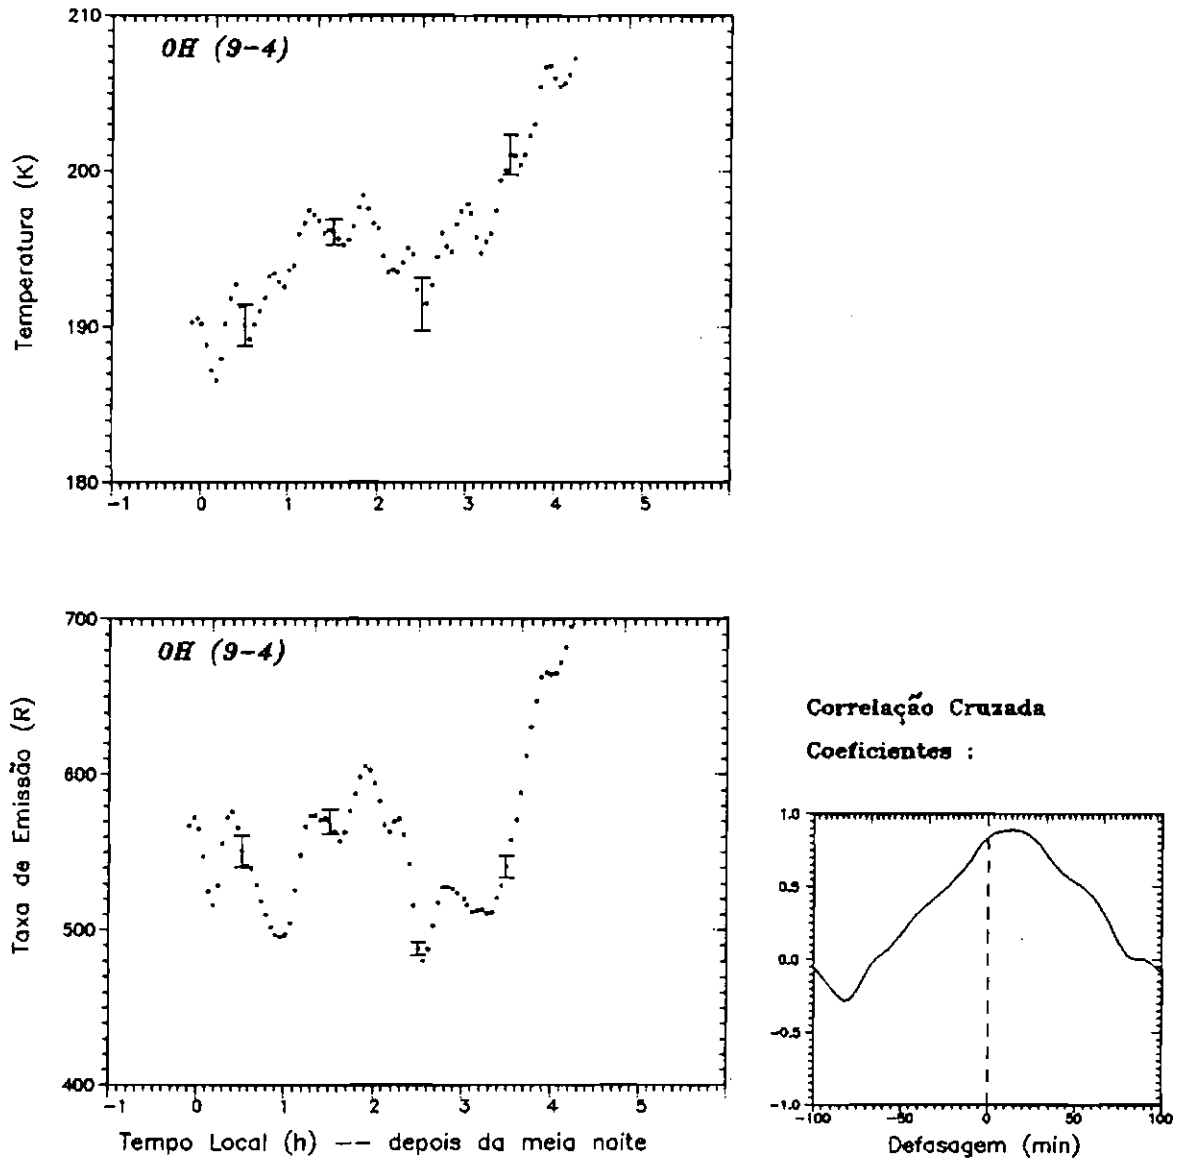 210
OH (9-4)
200
190
180
Temperatura (K)
-1 0 1 2 3 4 5
700
OH (9-4)
600
500
400
Taxa de Emissão (R)
-1 0 1 2 3 4 5
Tempo Local (h) -- depois da meia noite
Correlação Cruzada
Coeficientes :
1.0
0.5
0.0
-0.5
-1.0
-100 -50 0 50 100
Defasagem (min)